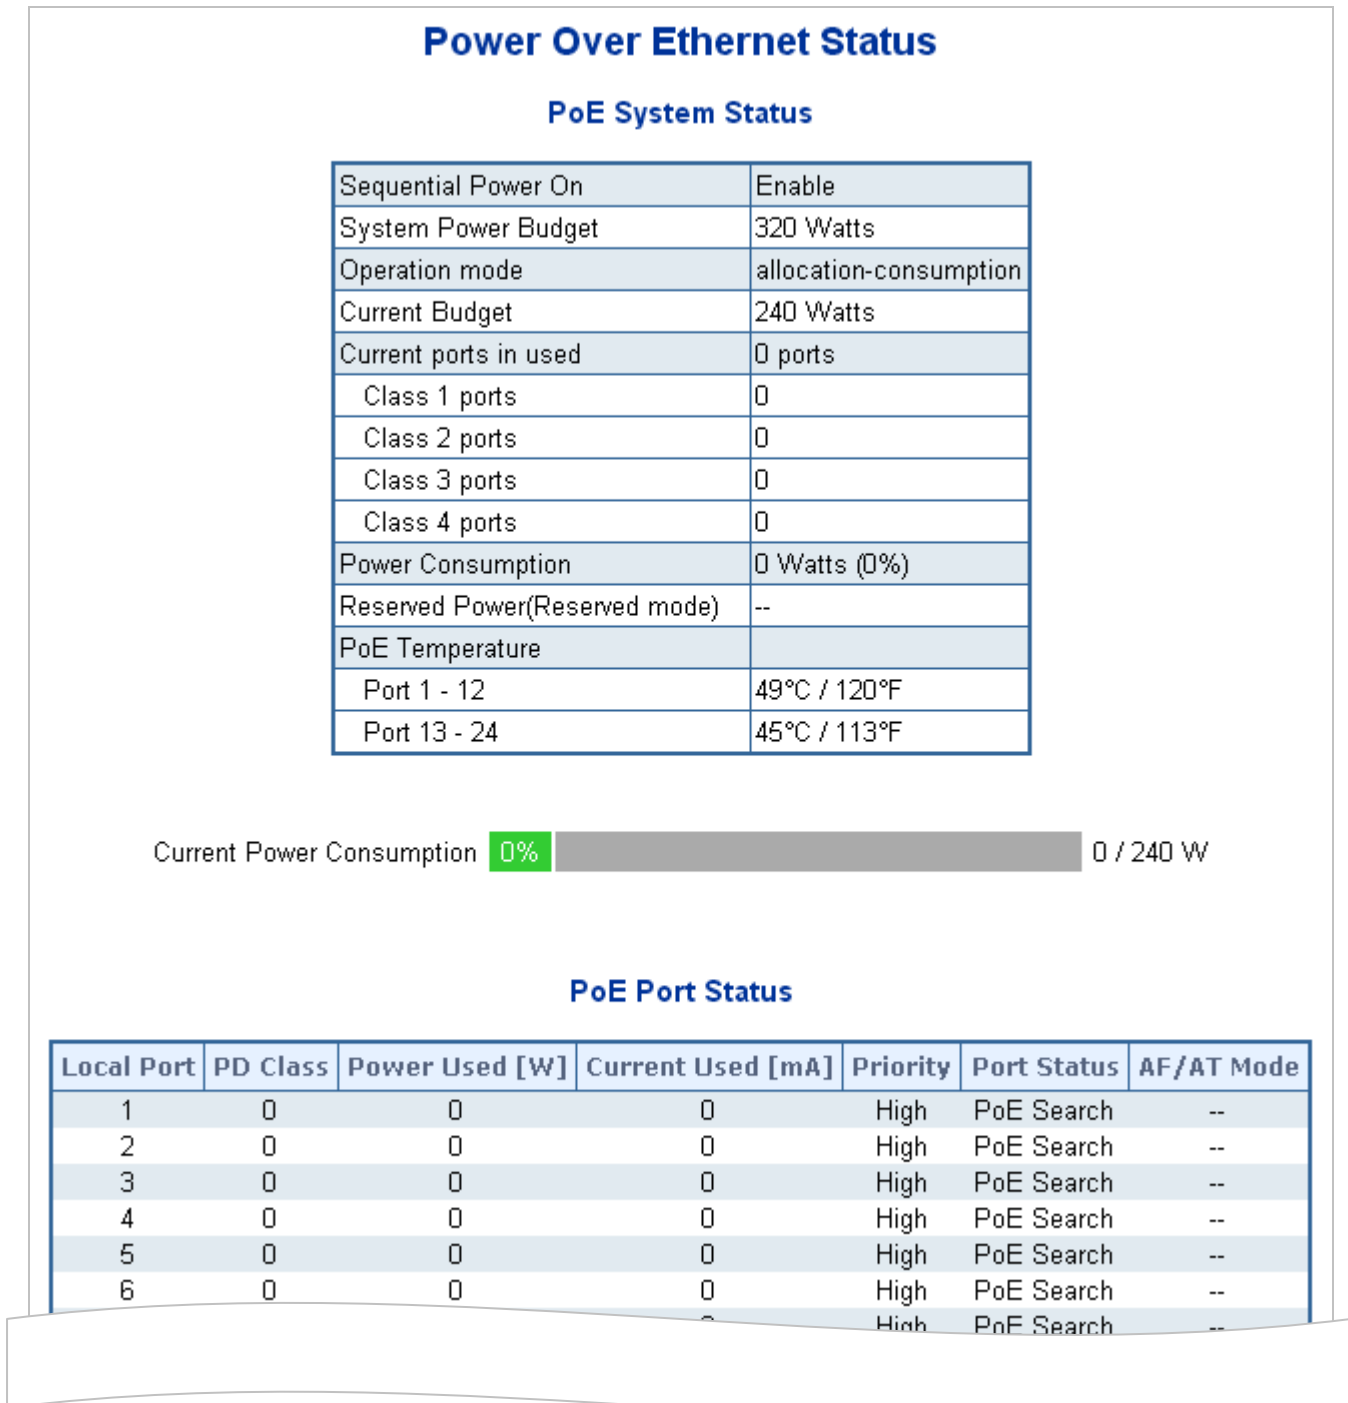 Power Over Ethernet Status
PoE System Status
Sequential Power On Enable
System Power Budget 320 Watts
Operation mode allocation-consumption
Current Budget 240 Watts
Current ports in used 0 ports
Class 1 ports 0
Class 2 ports 0
Class 3 ports 0
Class 4 ports 0
Power Consumption 0 Watts (0%)
Reserved Power(Reserved mode) --
PoE Temperature
Port 1 - 12 49°C / 120°F
Port 13 - 24 45°C / 113°F
Current Power Consumption 0% 0 / 240 W
PoE Port Status
Local Port PD Class Power Used [W] Current Used [mA] Priority Port Status AF/AT Mode
1 0 0 0 High PoE Search --
2 0 0 0 High PoE Search --
3 0 0 0 High PoE Search --
4 0 0 0 High PoE Search --
5 0 0 0 High PoE Search --
6 0 0 0 High PoE Search --
High PoE Search --